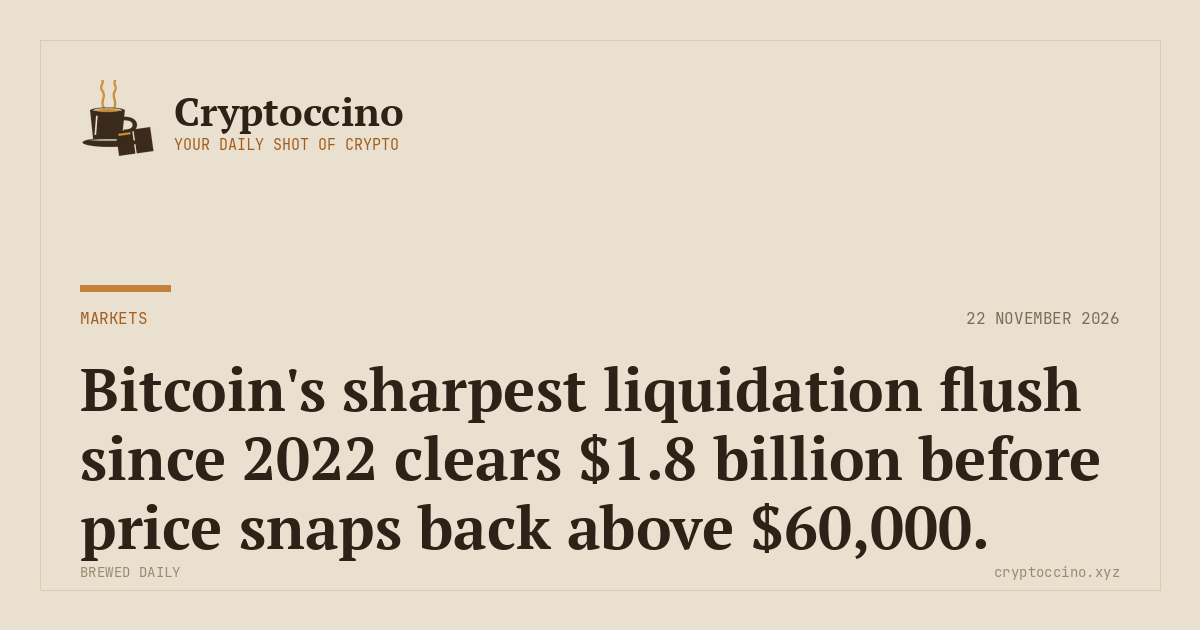 Cryptoccino
YOUR DAILY SHOT OF CRYPTO
MARKETS
22 NOVEMBER 2026
Bitcoin's sharpest liquidation flush
since 2022 clears $1.8 billion before
price snaps back above $60,000.
BREWED DAILY
cryptoccino.xyz